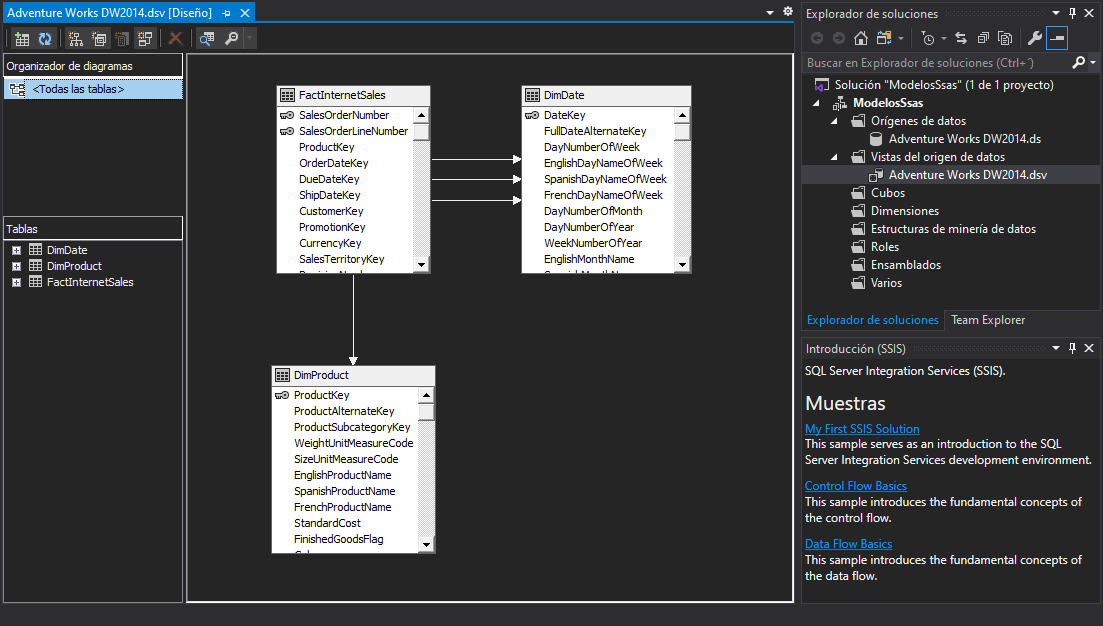 Adventure Works DW2014.dsv [Diseño]
Organizador de diagramas
<Todas las tablas>
Tablas
DimDate
DimProduct
FactInternetSales
FactInternetSales
SalesOrderNumber
SalesOrderLineNumber
ProductKey
OrderDateKey
DueDateKey
ShipDateKey
CustomerKey
PromotionKey
CurrencyKey
SalesTerritoryKey
DimDate
DateKey
FullDateAlternateKey
DayNumberOfWeek
EnglishDayNameOfWeek
SpanishDayNameOfWeek
FrenchDayNameOfWeek
DayNumberOfMonth
DayNumberOfYear
WeekNumberOfYear
EnglishMonthName
DimProduct
ProductKey
ProductAlternateKey
ProductSubcategoryKey
WeightUnitMeasureCode
SizeUnitMeasureCode
EnglishProductName
SpanishProductName
FrenchProductName
StandardCost
FinishedGoodsFlag
Explorador de soluciones
Buscar en Explorador de soluciones (Ctrl+´)
Solución "ModelosSsas" (1 de 1 proyecto)
ModelosSsas
Orígenes de datos
Adventure Works DW2014.ds
Vistas del origen de datos
Adventure Works DW2014.dsv
Cubos
Dimensiones
Estructuras de minería de datos
Roles
Ensamblados
Varios
Explorador de soluciones
Team Explorer
Introducción (SSIS)
SQL Server Integration Services (SSIS).
Muestras
My First SSIS Solution
This sample serves as an introduction to the SQL
Server Integration Services development environment.
Control Flow Basics
This sample introduces the fundamental concepts of
the control flow.
Data Flow Basics
This sample introduces the fundamental concepts of
the data flow.